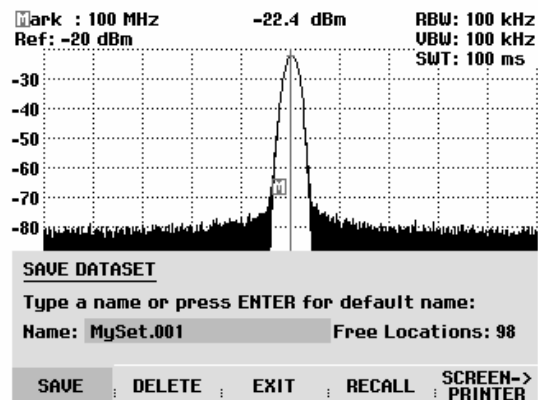 Mark : 100 MHz -22.4 dBm RBW: 100 kHz
Ref: -20 dBm VBW: 100 kHz
SWT: 100 ms
-30
-40
-50
-60
M
-70
-80
SAVE DATASET
Type a name or press ENTER for default name:
Name: MySet.001 Free Locations: 98
SAVE DELETE EXIT RECALL SCREEN->
PRINTER